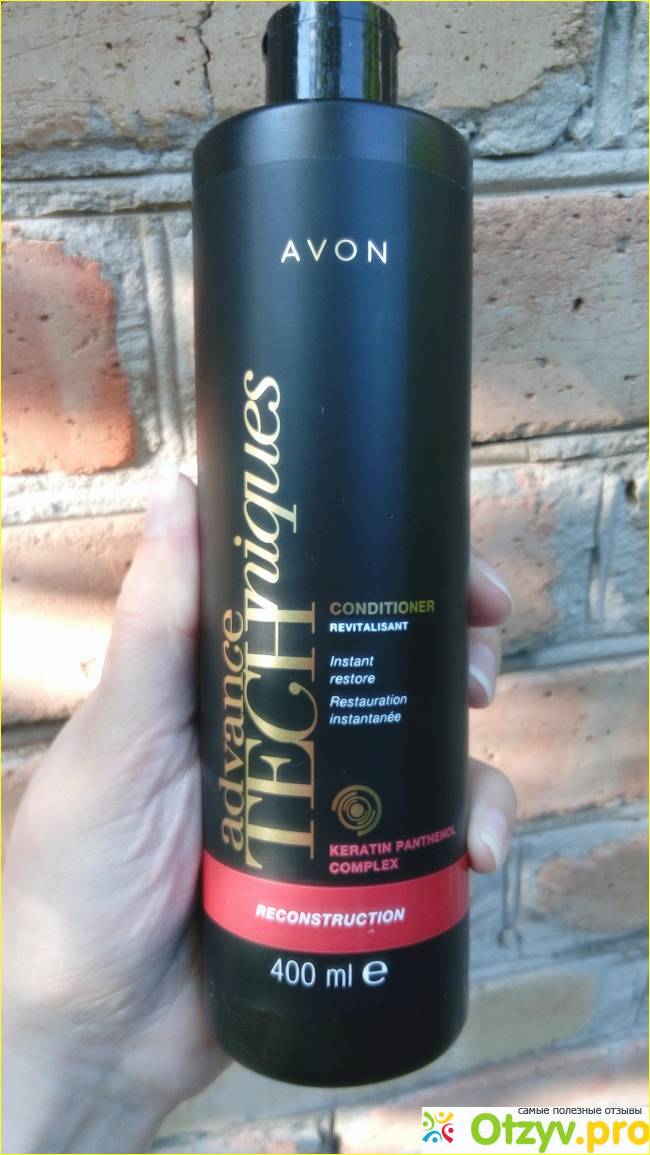 AVON
advance
TECHniques
CONDITIONER
REVITALISANT
Instant
restore
Restauration
instantanée
KERATIN PANTHENOL
COMPLEX
RECONSTRUCTION
400 ml e
самые полезные отзывы
Otzyv.pro